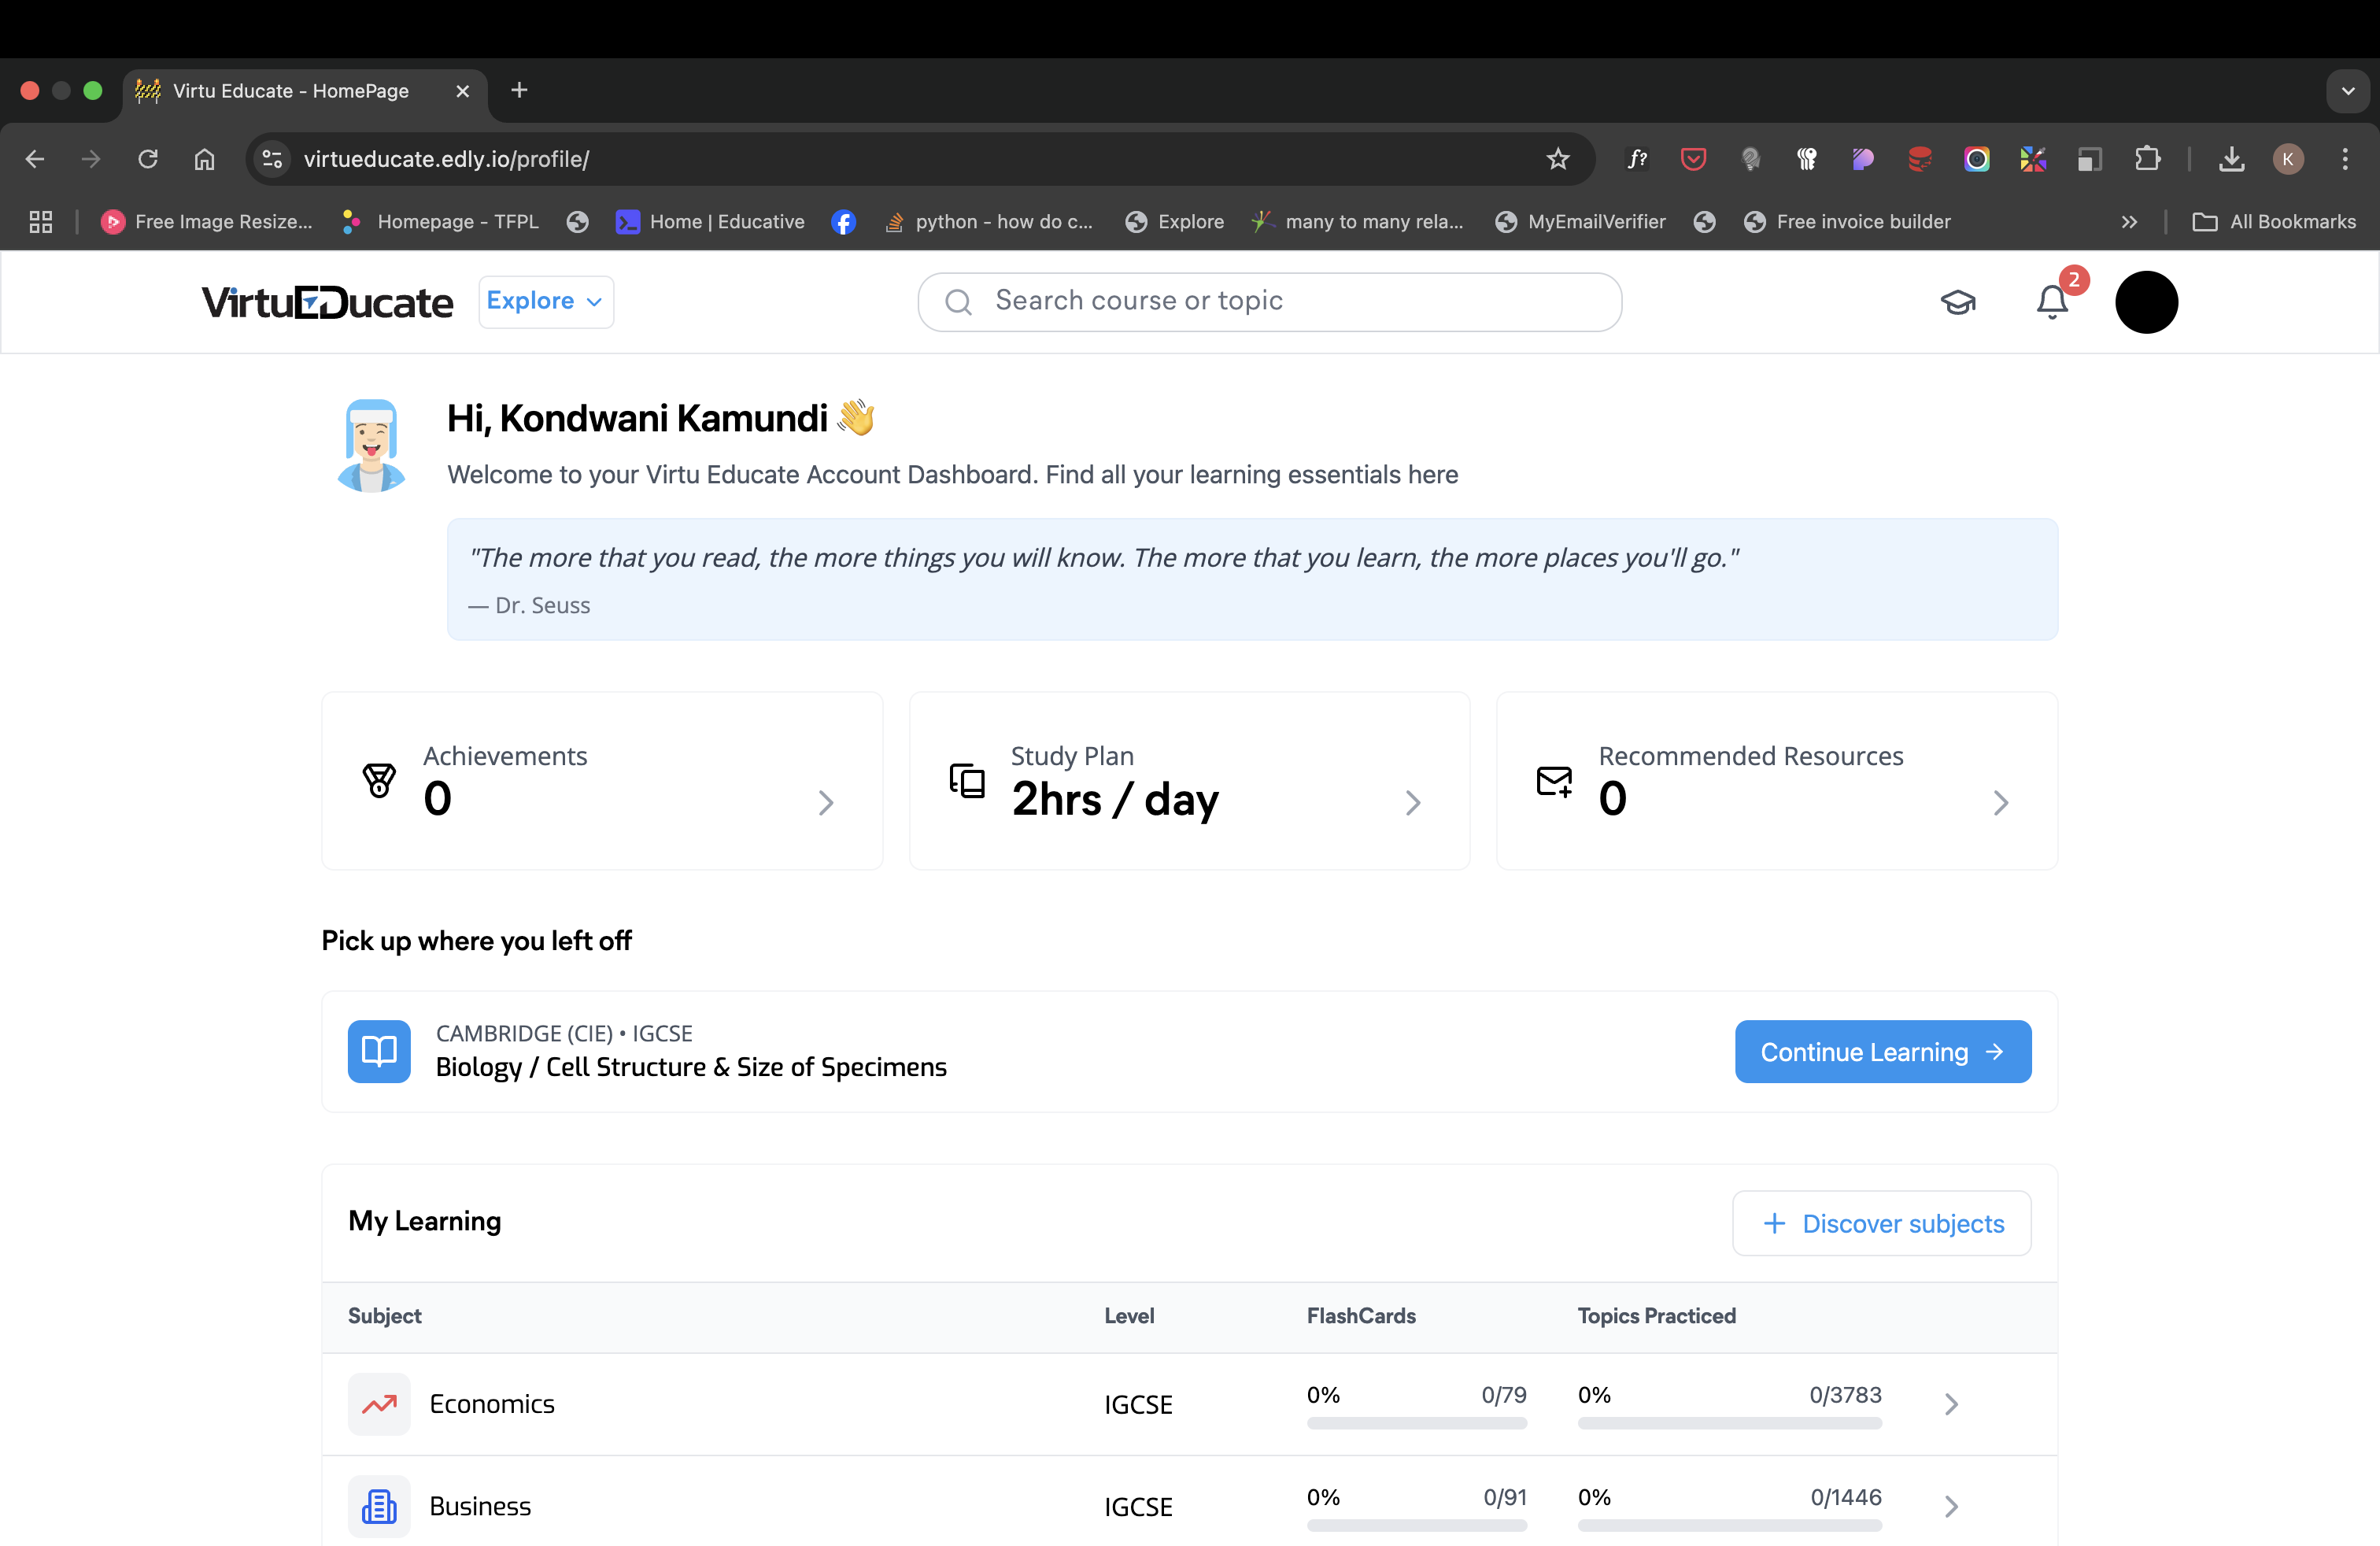 Virtu Educate - HomePage
virtueducate.edly.io/profile/
f?
K
Free Image Resize...
Homepage - TFPL
Home | Educative
python - how do c...
Explore
many to many rela...
MyEmailVerifier
Free invoice builder
All Bookmarks
VirtuEDucate
Explore
Search course or topic
2
Hi, Kondwani Kamundi 👋
Welcome to your Virtu Educate Account Dashboard. Find all your learning essentials here
"The more that you read, the more things you will know. The more that you learn, the more places you'll go."
— Dr. Seuss
Achievements
0
Study Plan
2hrs / day
Recommended Resources
0
Pick up where you left off
CAMBRIDGE (CIE) • IGCSE
Biology / Cell Structure & Size of Specimens
Continue Learning →
My Learning
+ Discover subjects
Subject Level FlashCards Topics Practiced
Economics IGCSE 0% 0/79 0% 0/3783
Business IGCSE 0% 0/91 0% 0/1446